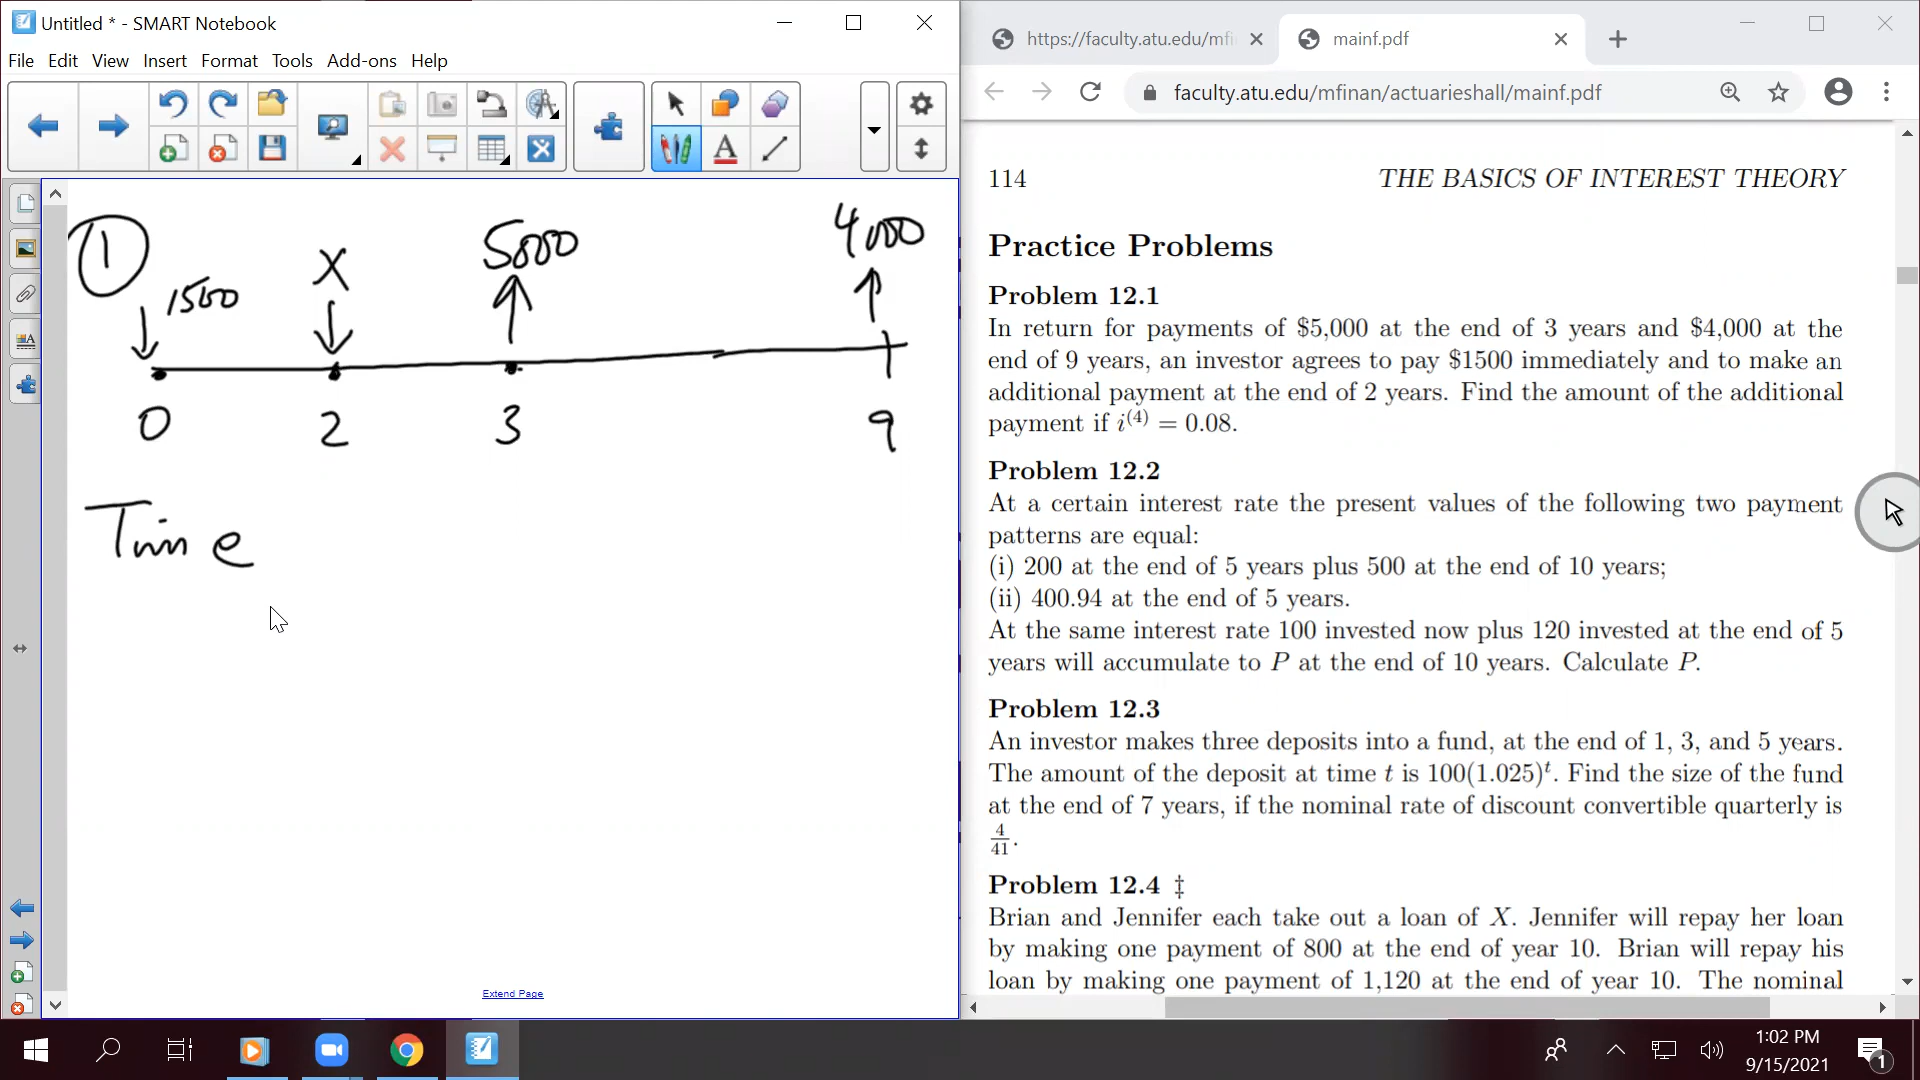 Untitled * - SMART Notebook
File Edit View Insert Format Tools Add-ons Help
1
1500
X
5000
4000
0 2 3 9
Time
Extend Page
https://faculty.atu.edu/mfi
mainf.pdf
faculty.atu.edu/mfinan/actuarieshall/mainf.pdf
114 THE BASICS OF INTEREST THEORY
Practice Problems
Problem 12.1
In return for payments of $5,000 at the end of 3 years and $4,000 at the
end of 9 years, an investor agrees to pay $1500 immediately and to make an
additional payment at the end of 2 years. Find the amount of the additional
payment if i^(4) = 0.08.
Problem 12.2
At a certain interest rate the present values of the following two payment
patterns are equal:
(i) 200 at the end of 5 years plus 500 at the end of 10 years;
(ii) 400.94 at the end of 5 years.
At the same interest rate 100 invested now plus 120 invested at the end of 5
years will accumulate to P at the end of 10 years. Calculate P.
Problem 12.3
An investor makes three deposits into a fund, at the end of 1, 3, and 5 years.
The amount of the deposit at time t is 100(1.025)^t. Find the size of the fund
at the end of 7 years, if the nominal rate of discount convertible quarterly is
4/41.
Problem 12.4 ‡
Brian and Jennifer each take out a loan of X. Jennifer will repay her loan
by making one payment of 800 at the end of year 10. Brian will repay his
loan by making one payment of 1,120 at the end of year 10. The nominal
1:02 PM
9/15/2021
1